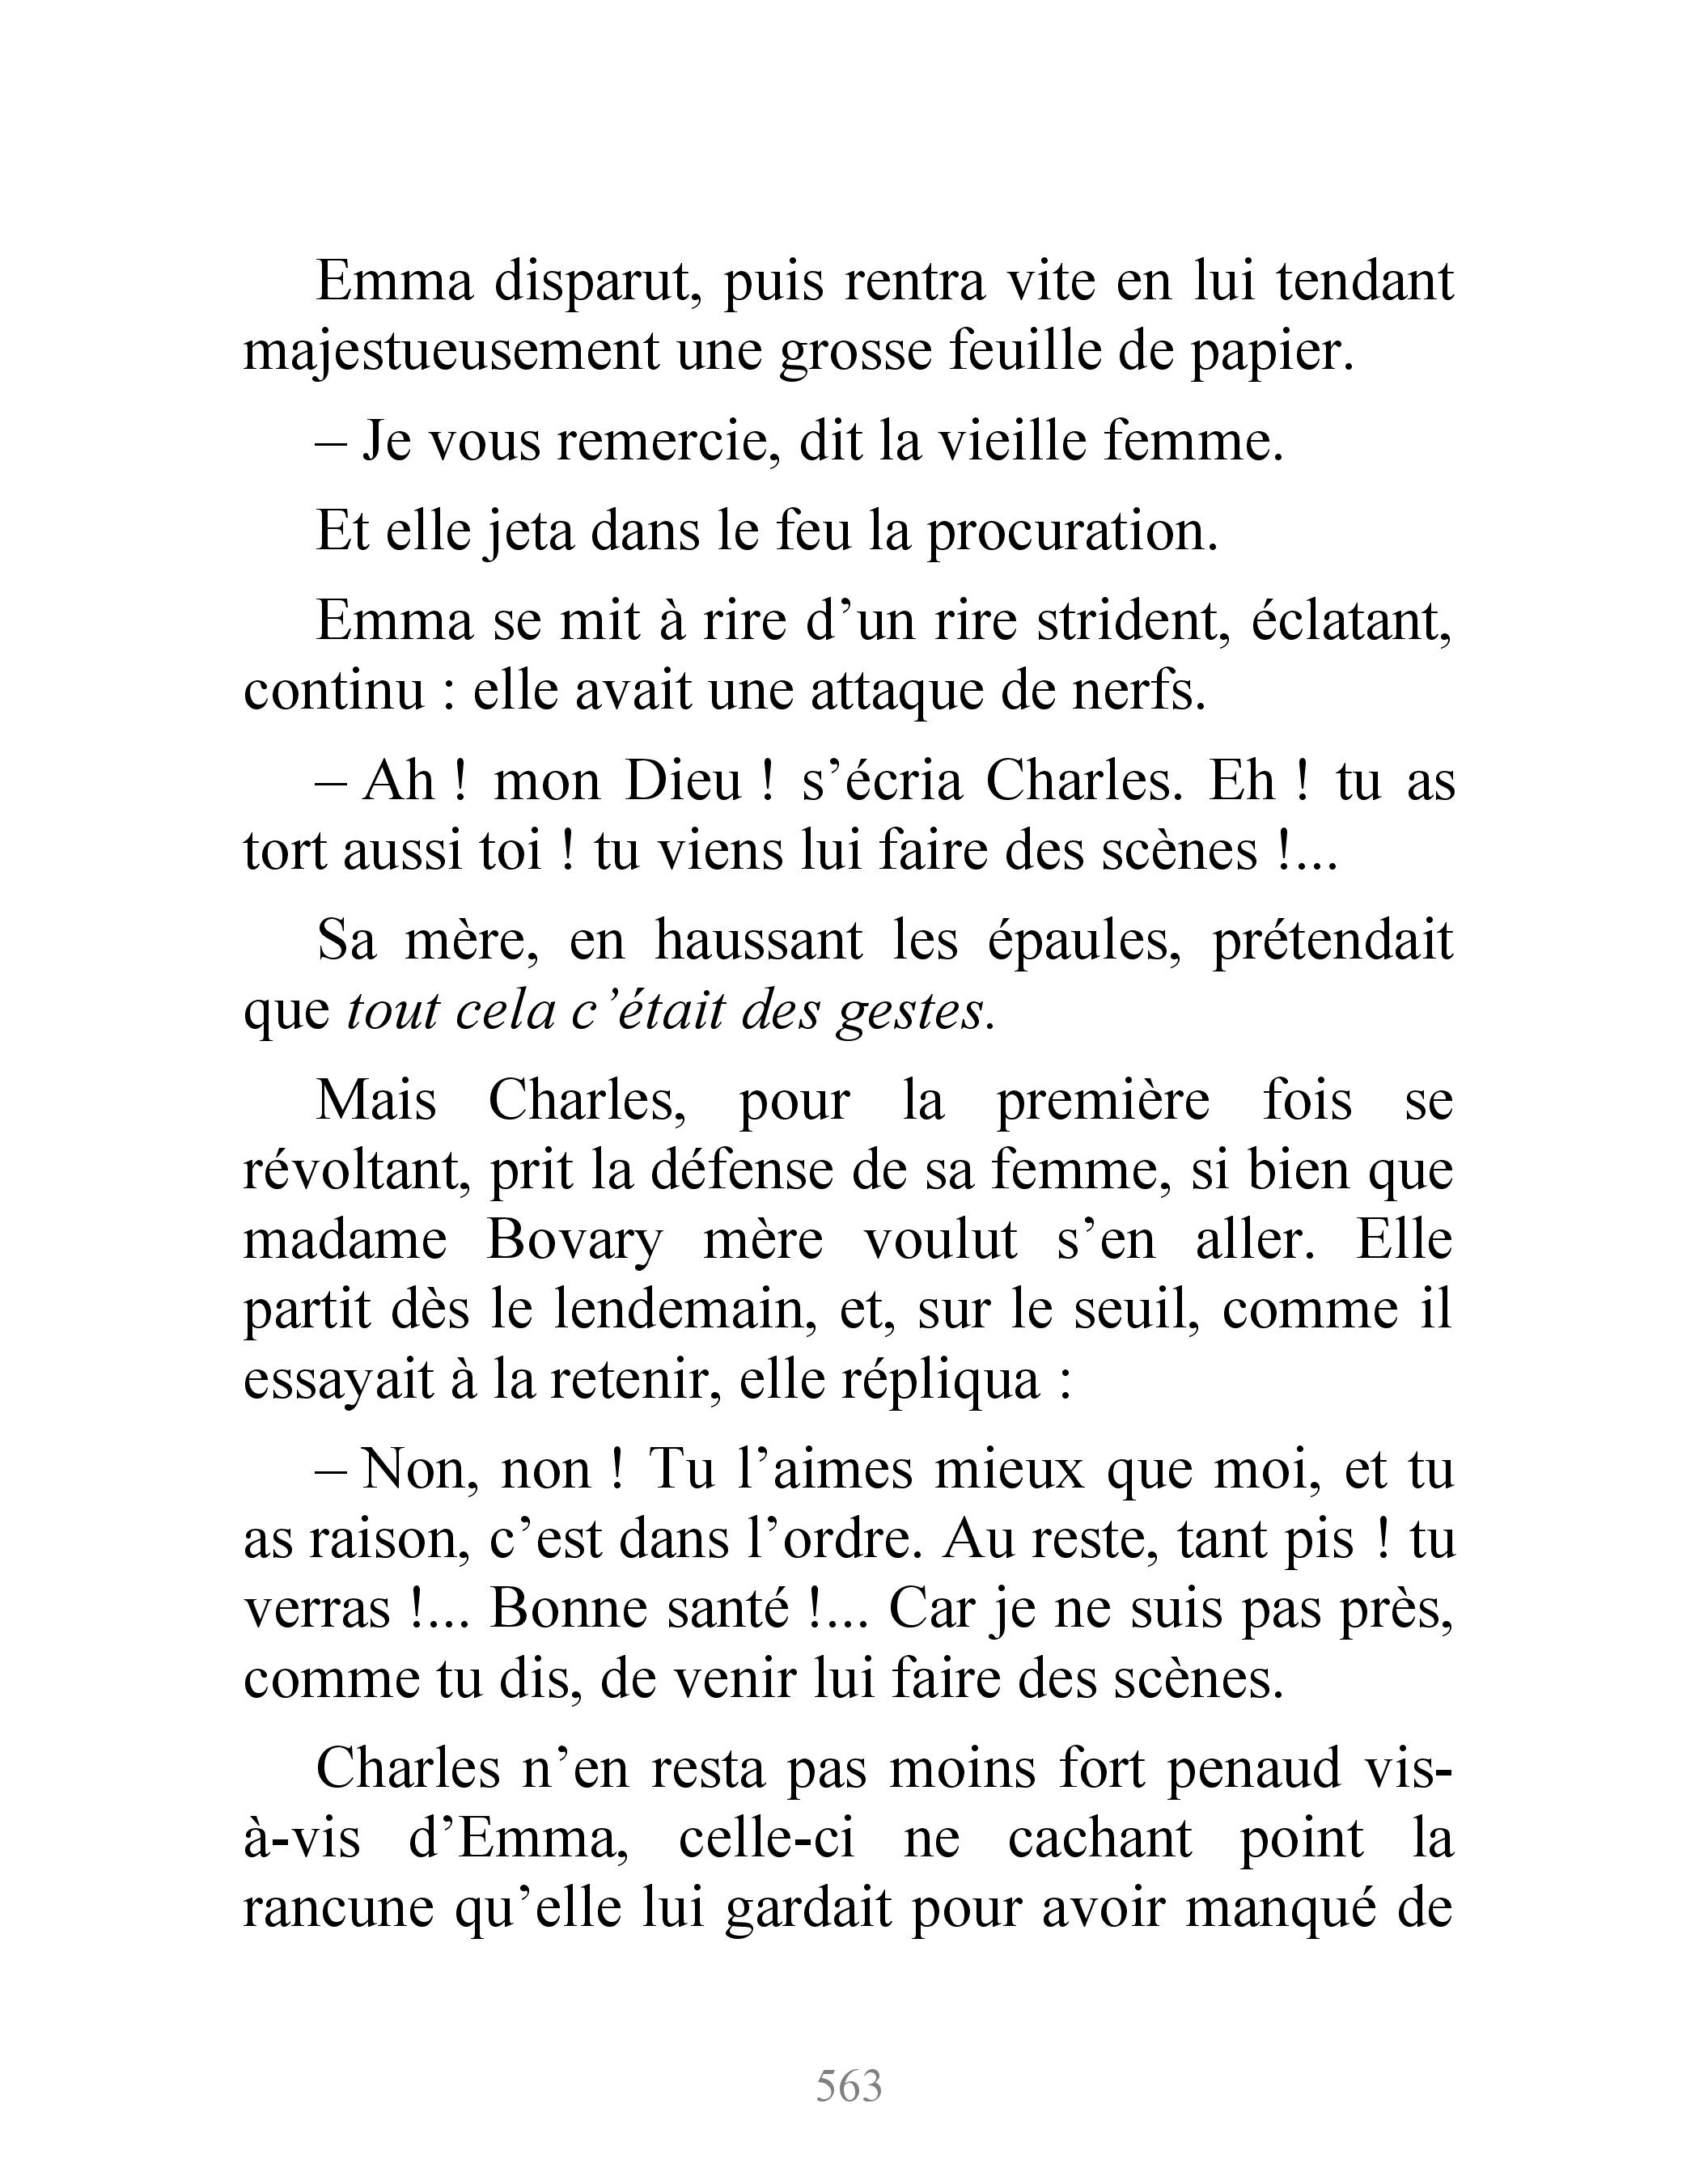 Emma disparut, puis rentra vite en lui tendant
majestueusement une grosse feuille de papier.
– Je vous remercie, dit la vieille femme.
Et elle jeta dans le feu la procuration.
Emma se mit à rire d’un rire strident, éclatant,
continu : elle avait une attaque de nerfs.
– Ah ! mon Dieu ! s’écria Charles. Eh ! tu as
tort aussi toi ! tu viens lui faire des scènes !...
Sa mère, en haussant les épaules, prétendait
que tout cela c’était des gestes.
Mais Charles, pour la première fois se
révoltant, prit la défense de sa femme, si bien que
madame Bovary mère voulut s’en aller. Elle
partit dès le lendemain, et, sur le seuil, comme il
essayait à la retenir, elle répliqua :
– Non, non ! Tu l’aimes mieux que moi, et tu
as raison, c’est dans l’ordre. Au reste, tant pis ! tu
verras !... Bonne santé !... Car je ne suis pas près,
comme tu dis, de venir lui faire des scènes.
Charles n’en resta pas moins fort penaud vis-
à-vis d’Emma, celle-ci ne cachant point la
rancune qu’elle lui gardait pour avoir manqué de
563